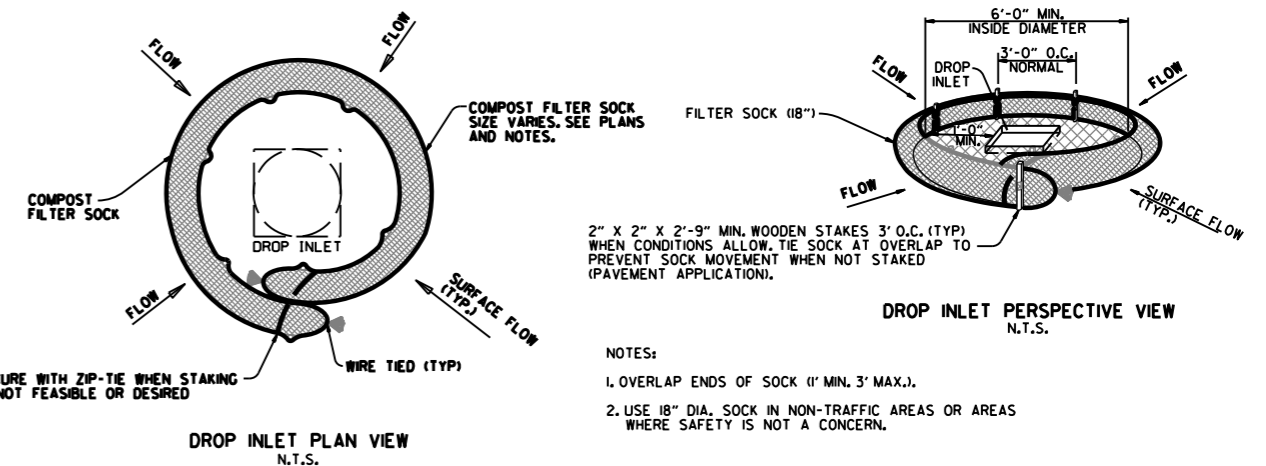 FLOW
FLOW
COMPOST FILTER SOCK
SIZE VARIES. SEE PLANS
AND NOTES.
COMPOST
FILTER SOCK
DROP INLET
FLOW
SURFACE FLOW
(TYP.)
WIRE TIED (TYP)
URE WITH ZIP-TIE WHEN STAKING
NOT FEASIBLE OR DESIRED
DROP INLET PLAN VIEW
N.T.S.
6'-0" MIN.
INSIDE DIAMETER
3'-0" O.C.
NORMAL
DROP
INLET
FLOW
FLOW
FILTER SOCK (18")
1'-0"
MIN.
FLOW
SURFACE FLOW
(TYP.)
2" X 2" X 2'-9" MIN. WOODEN STAKES 3' O.C. (TYP)
WHEN CONDITIONS ALLOW. TIE SOCK AT OVERLAP TO
PREVENT SOCK MOVEMENT WHEN NOT STAKED
(PAVEMENT APPLICATION).
DROP INLET PERSPECTIVE VIEW
N.T.S.
NOTES:
1. OVERLAP ENDS OF SOCK (1' MIN. 3' MAX.).
2. USE 18" DIA. SOCK IN NON-TRAFFIC AREAS OR AREAS
WHERE SAFETY IS NOT A CONCERN.